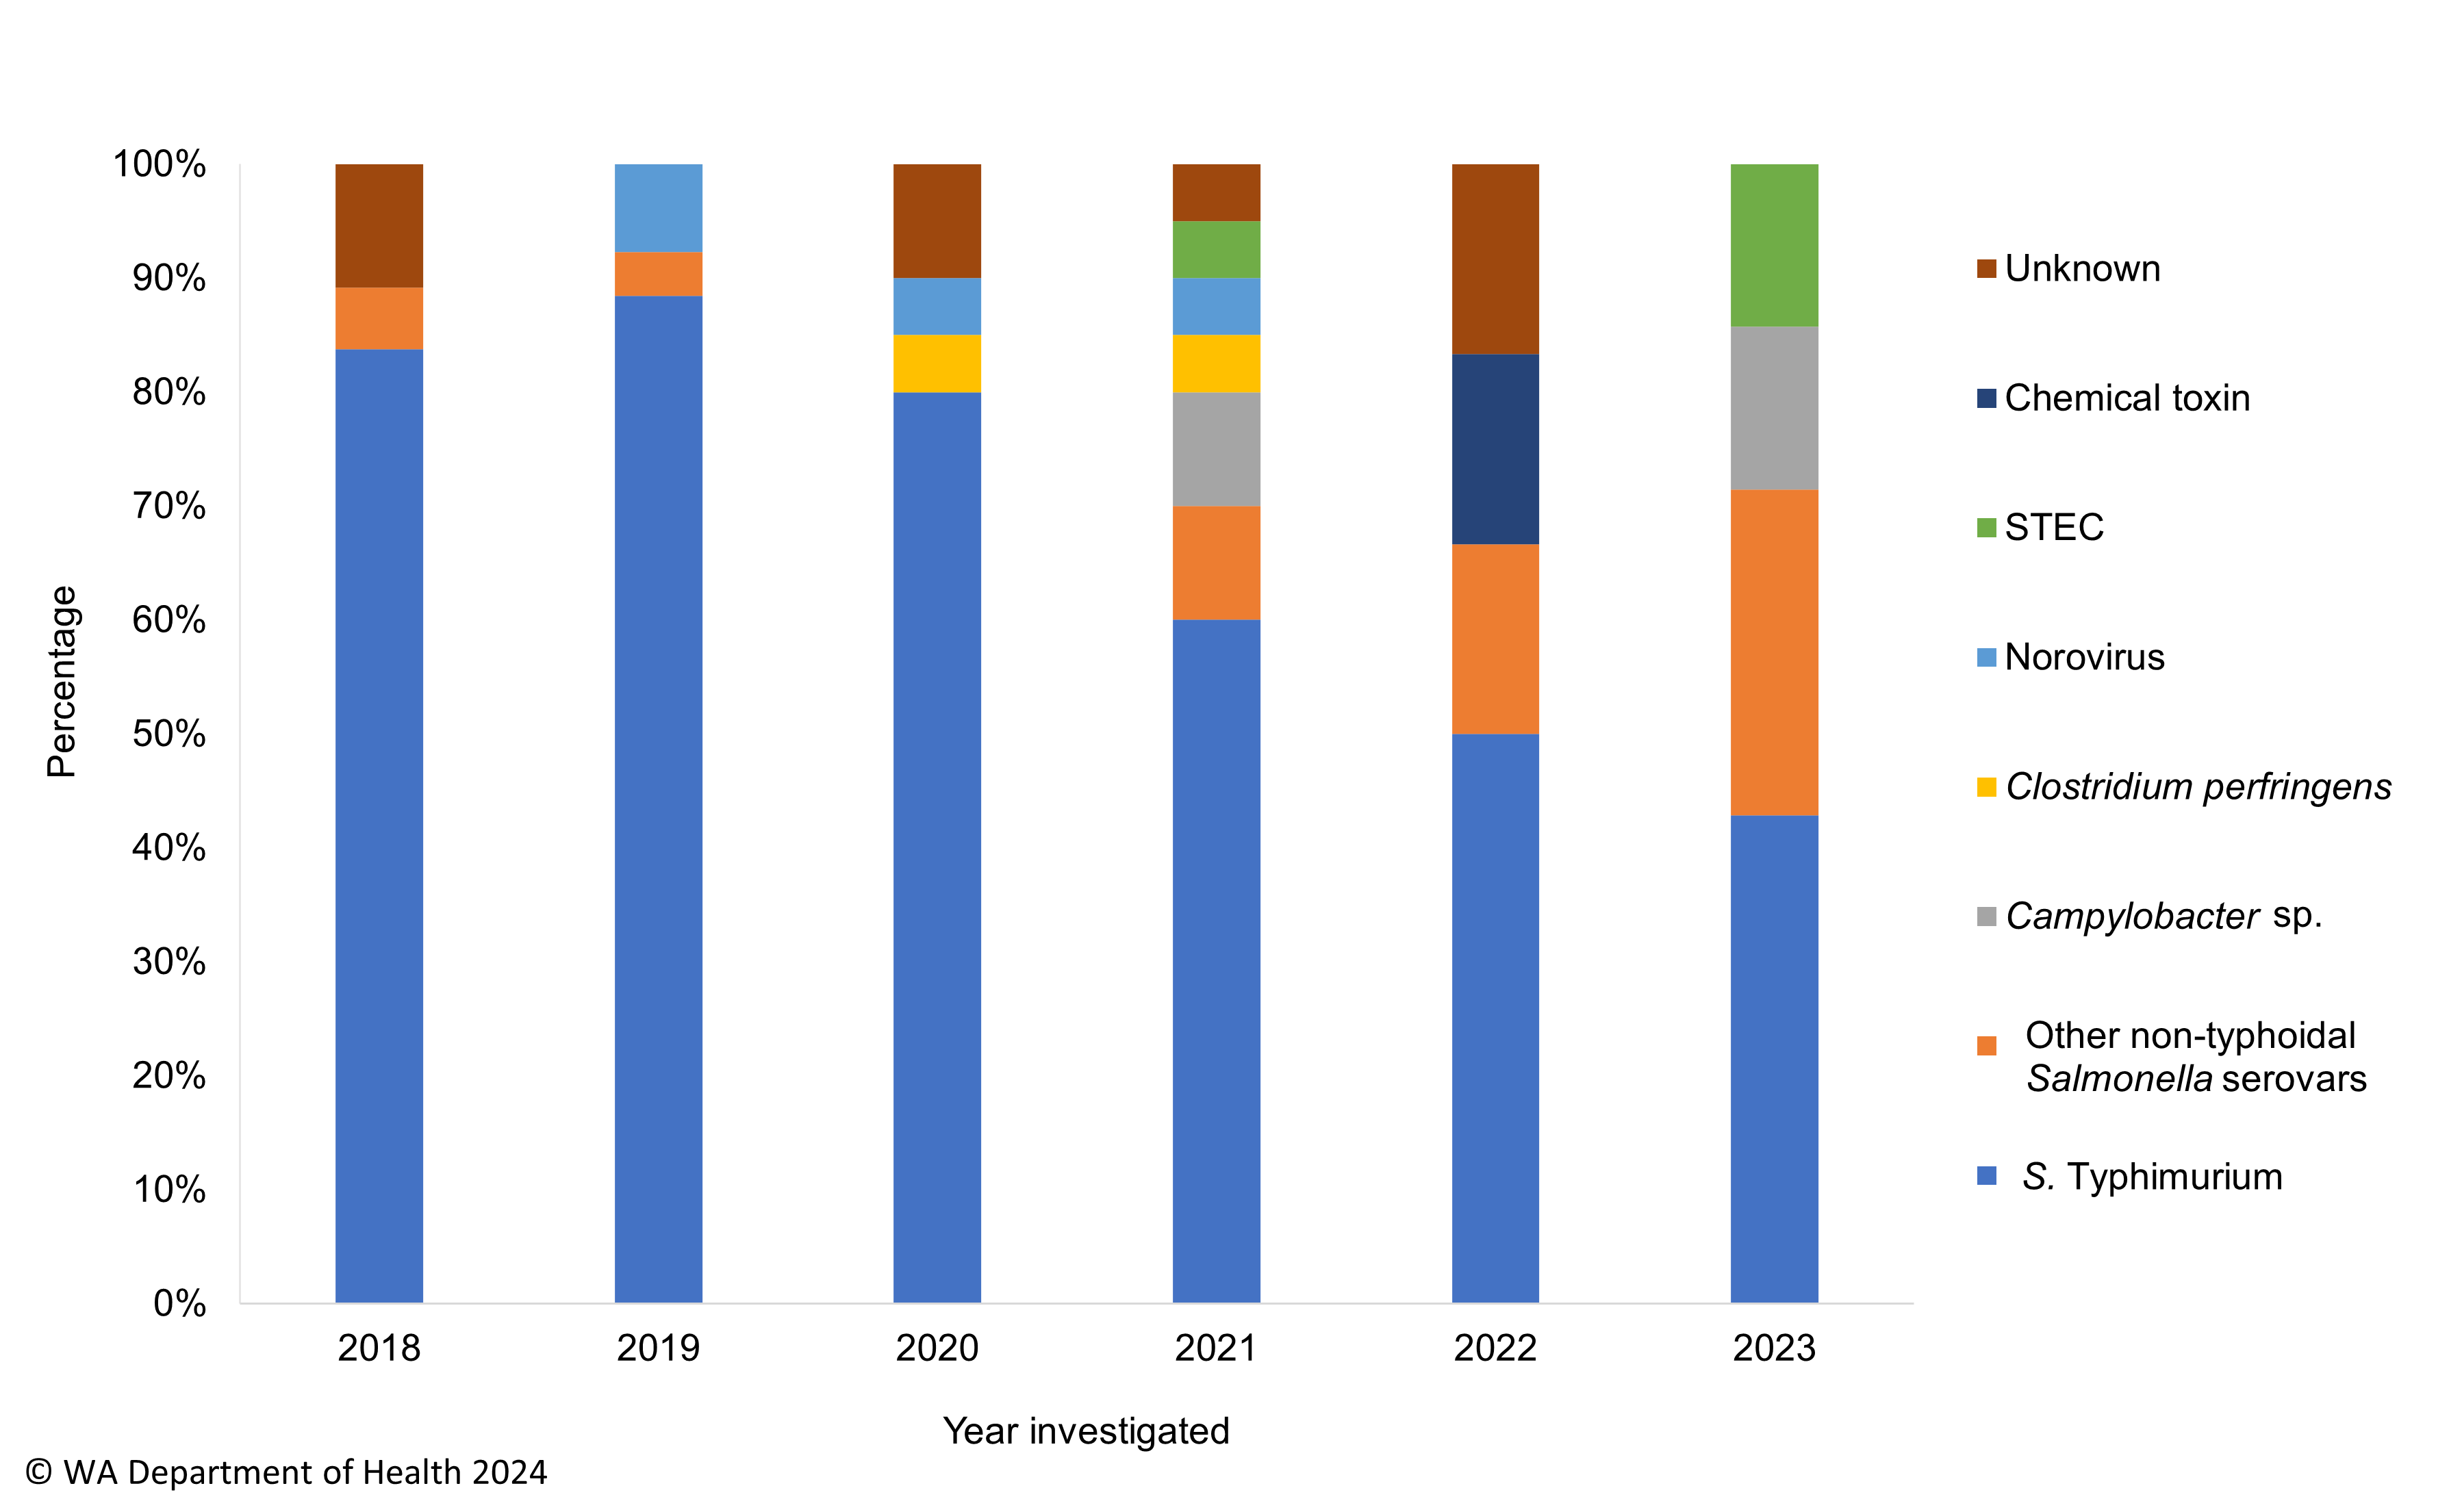 100%
90%
80%
70%
60%
50%
40%
30%
20%
10%
0%
Percentage
2018 2019 2020 2021 2022 2023
Year investigated
Unknown
Chemical toxin
STEC
Norovirus
Clostridium perfringens
Campylobacter sp.
Other non-typhoidal
Salmonella serovars
S. Typhimurium
© WA Department of Health 2024